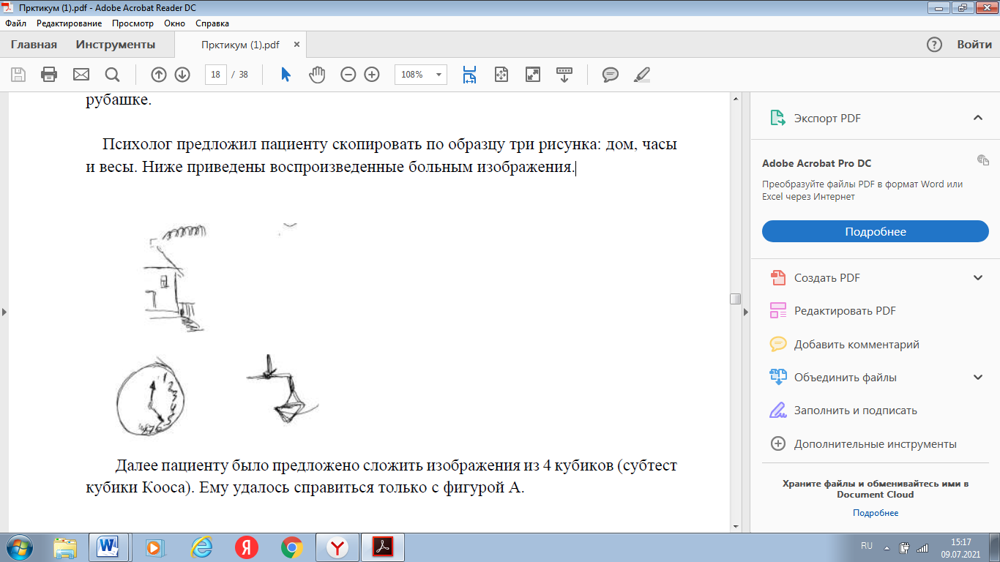 Прктикум (1).pdf - Adobe Acrobat Reader DC
Файл Редактирование Просмотр Окно Справка
Главная Инструменты Прктикум (1).pdf × Войти
18 / 38 108%
рубашке.
Психолог предложил пациенту скопировать по образцу три рисунка: дом, часы
и весы. Ниже приведены воспроизведенные больным изображения.
Далее пациенту было предложено сложить изображения из 4 кубиков (субтест
кубики Кооса). Ему удалось справиться только с фигурой А.
Экспорт PDF
Adobe Acrobat Pro DC
Преобразуйте файлы PDF в формат Word или
Excel через Интернет
Подробнее
Создать PDF
Редактировать PDF
Добавить комментарий
Объединить файлы
Заполнить и подписать
Дополнительные инструменты
Храните файлы и обменивайтесь ими в
Document Cloud
Подробнее
RU 15:17
09.07.2021